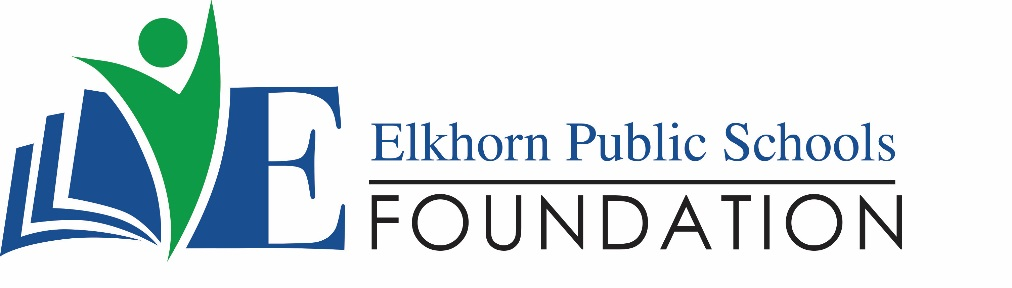 E
Elkhorn Public Schools
FOUNDATION